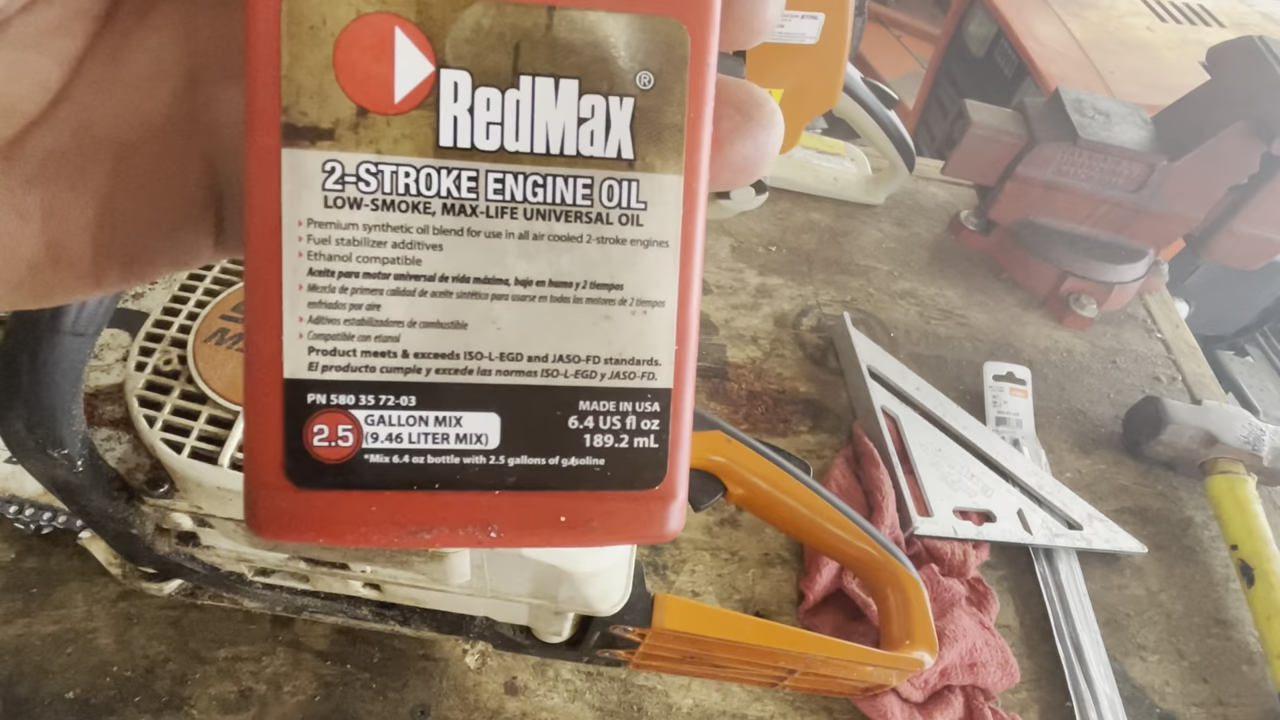 RedMax®
2-STROKE ENGINE OIL
LOW-SMOKE, MAX-LIFE UNIVERSAL OIL
Premium synthetic oil blend for use in all air cooled 2-stroke engines
Fuel stabilizer additives
Ethanol compatible
Aceite para motor universal de vida máxima, bajo en humo y 2 tiempos
Mezcla de primera calidad de aceite sintético para usarse en todos los motores de 2 tiempos
enfriados por aire
Aditivos estabilizadores de combustible
Compatible con etanol
Product meets & exceeds ISO-L-EGD and JASO-FD standards.
El producto cumple y excede las normas ISO-L-EGD y JASO-FD.
PN 580 35 72-03
2.5 GALLON MIX
(9.46 LITER MIX)
MADE IN USA
6.4 US fl oz
189.2 mL
*Mix 6.4 oz bottle with 2.5 gallons of gasoline